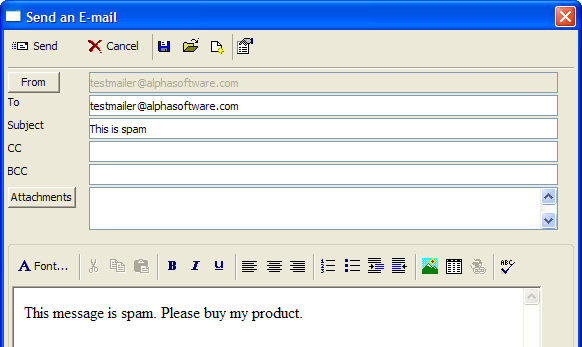 Send an E-mail
Send Cancel
From testmailer@alphasoftware.com
To testmailer@alphasoftware.com
Subject This is spam
CC
BCC
Attachments
A Font... B I U ABC
This message is spam. Please buy my product.